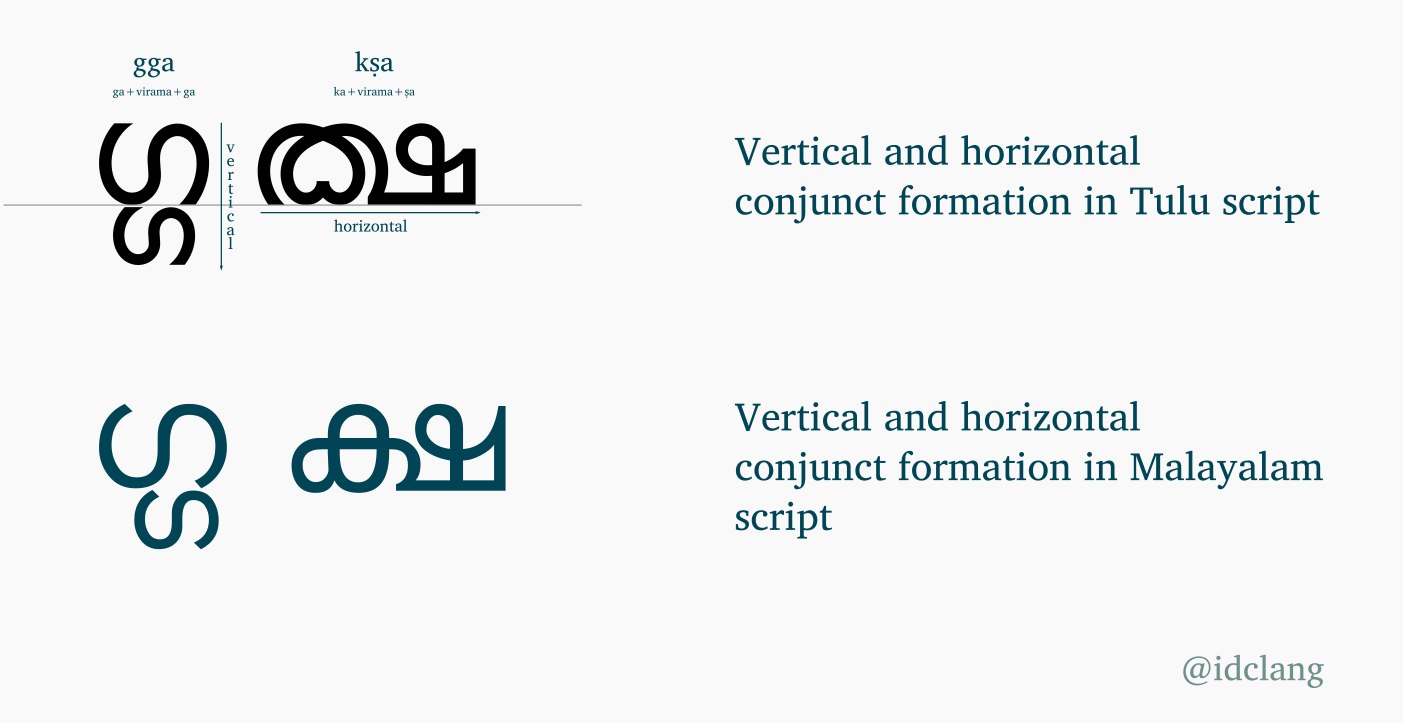 gga
kṣa
ga + virama + ga
ka + virama + ṣa
vertical
horizontal
Vertical and horizontal
conjunct formation in Tulu script
ഗ്ഗ ക്ഷ
Vertical and horizontal
conjunct formation in Malayalam
script
@idclang